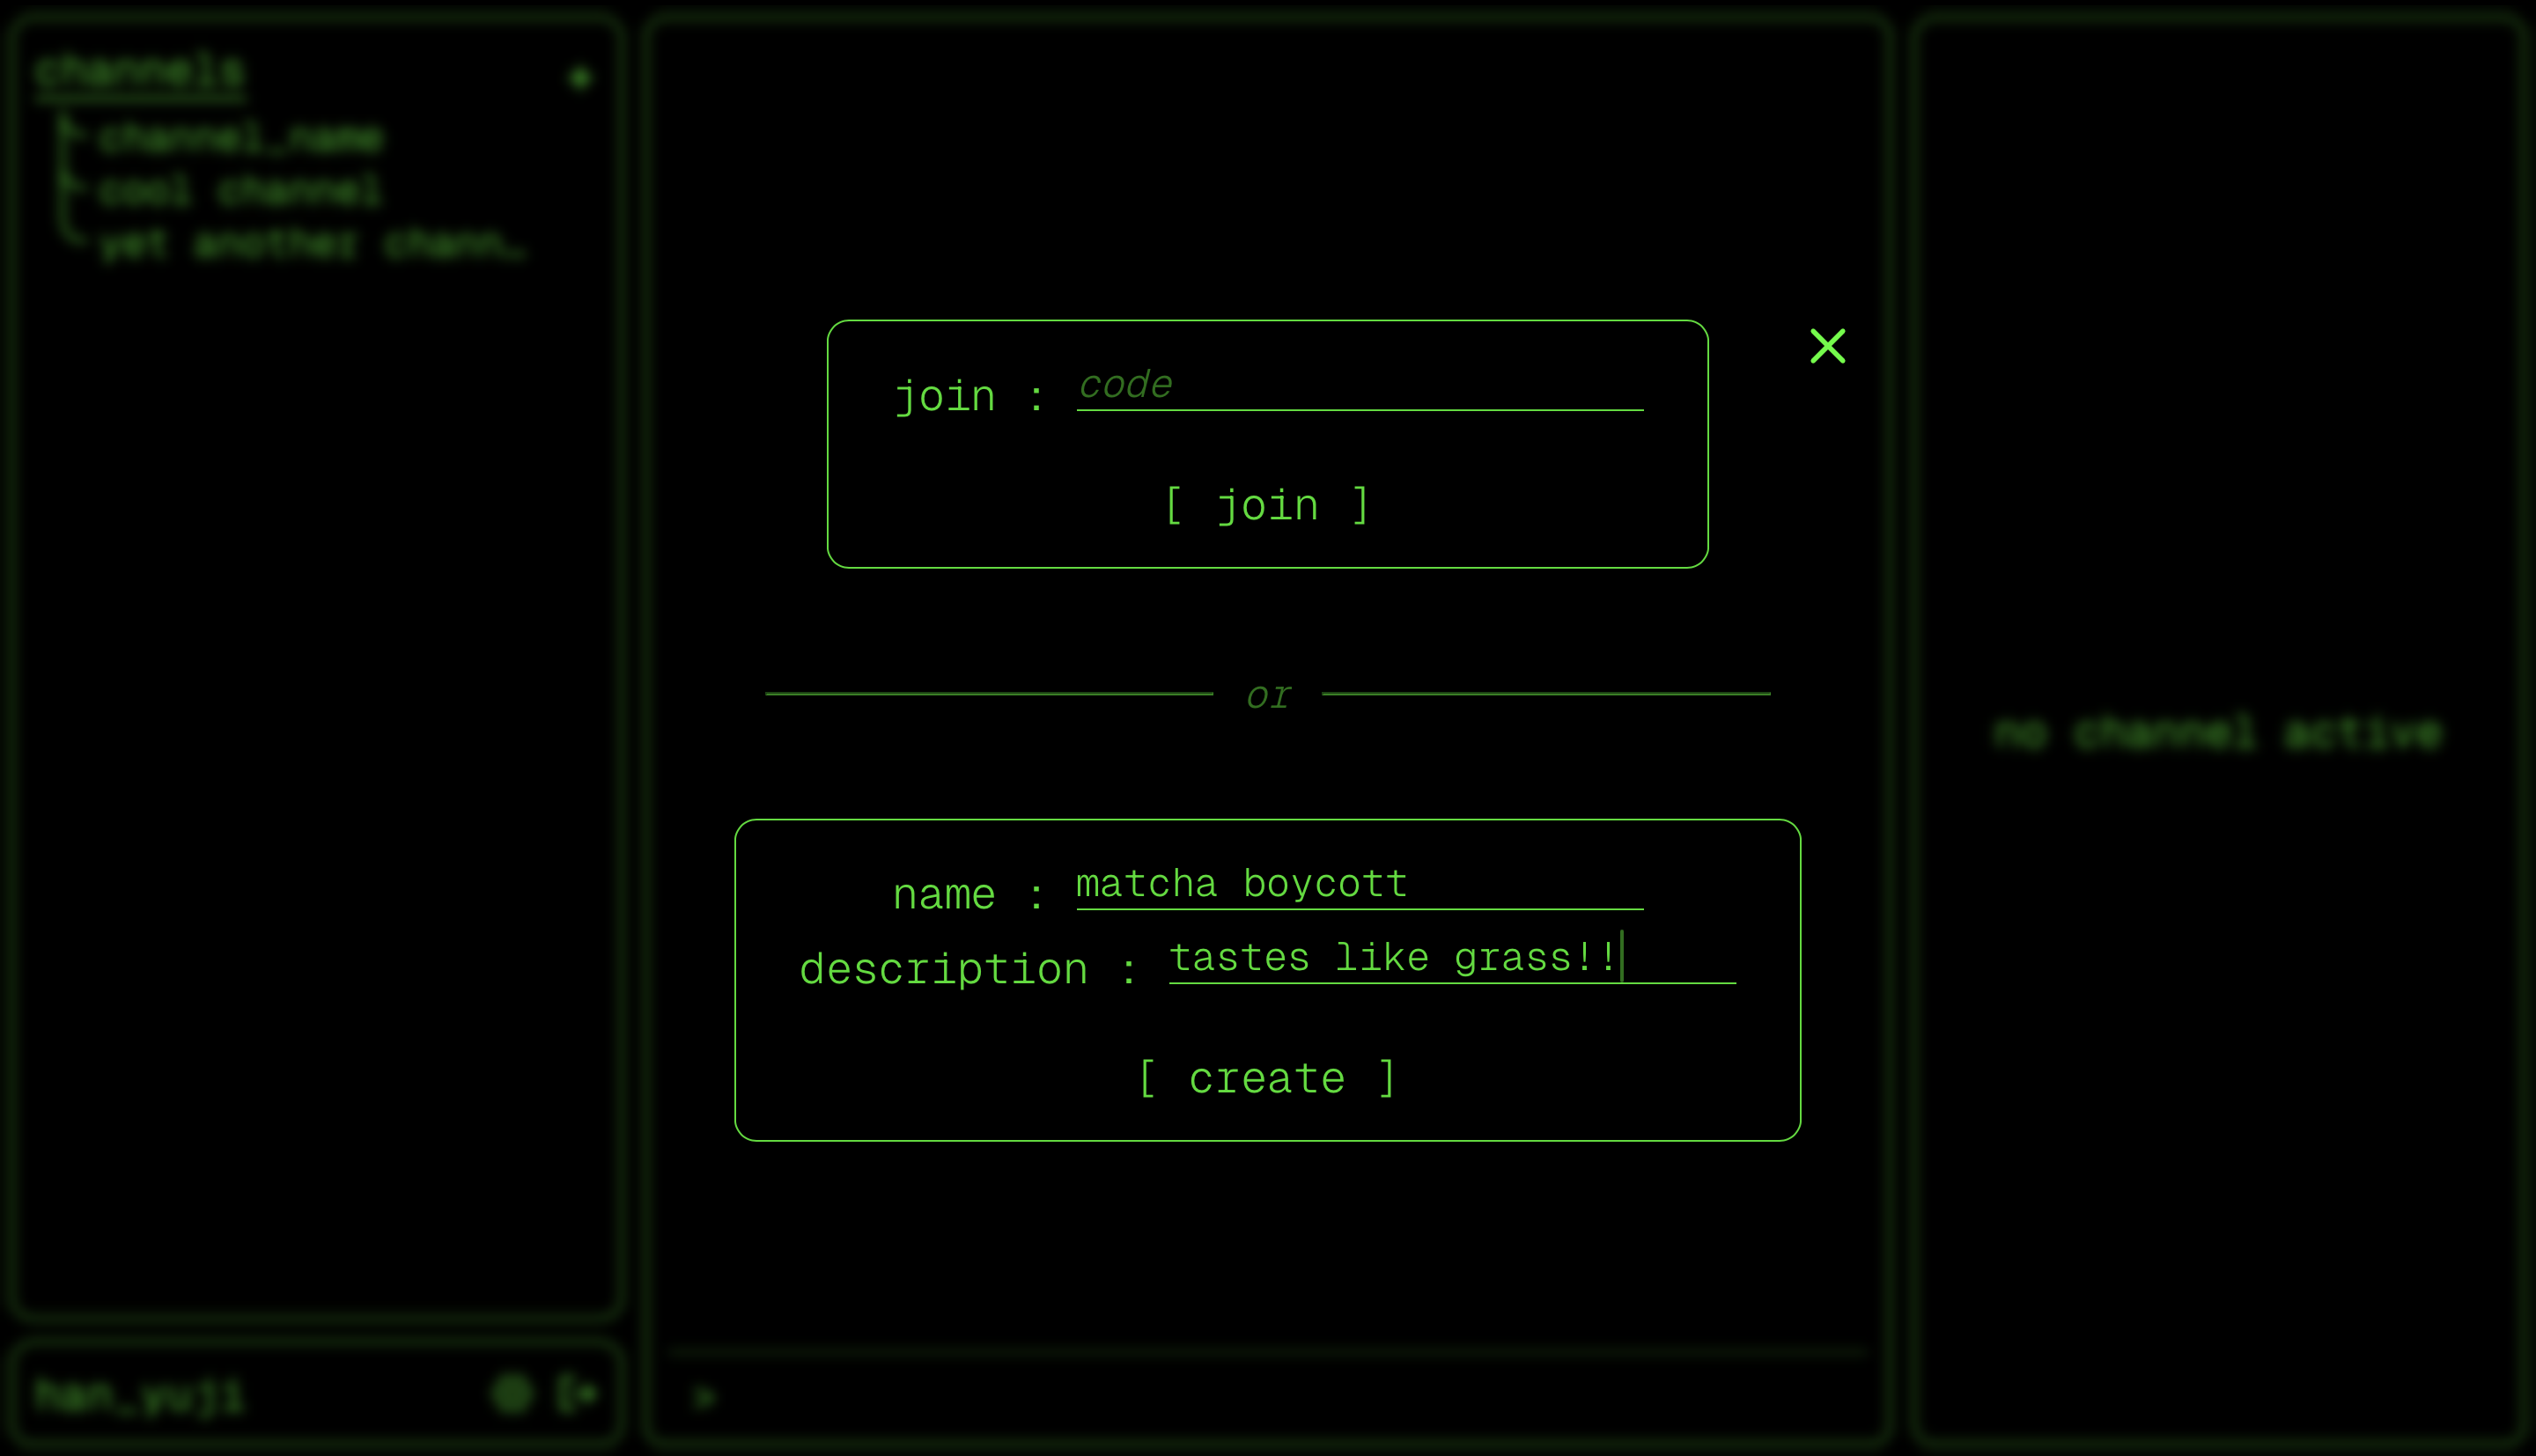 channels
channel_name
cool channel
yet another chann…
han_yuji
join : code
[ join ]
or
name : matcha boycott
description : tastes like grass!!
[ create ]
>
no channel active